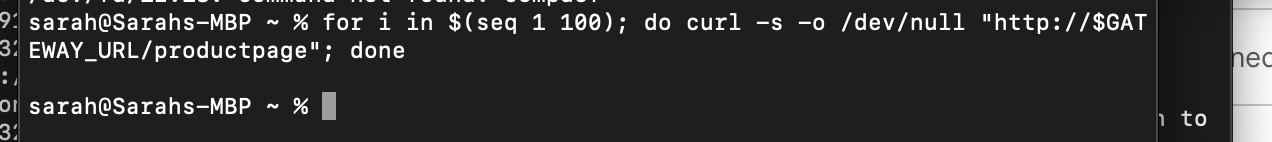 sarah@Sarahs-MBP ~ % for i in $(seq 1 100); do curl -s -o /dev/null "http://$GAT
EWAY_URL/productpage"; done
sarah@Sarahs-MBP ~ %
to